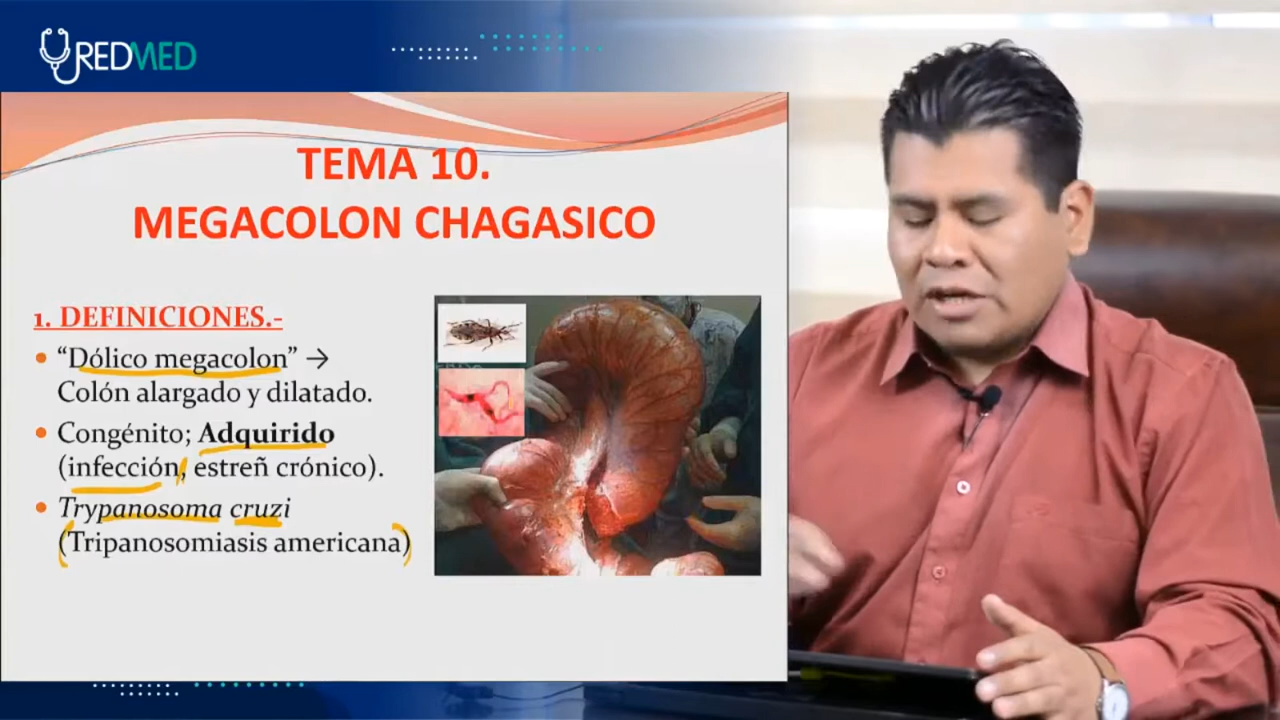 REDMED
TEMA 10.
MEGACOLON CHAGASICO
1. DEFINICIONES.-
• “Dólico megacolon” →
Colón alargado y dilatado.
• Congénito; Adquirido
(infección, estreñ crónico).
• Trypanosoma cruzi
(Tripanosomiasis americana)